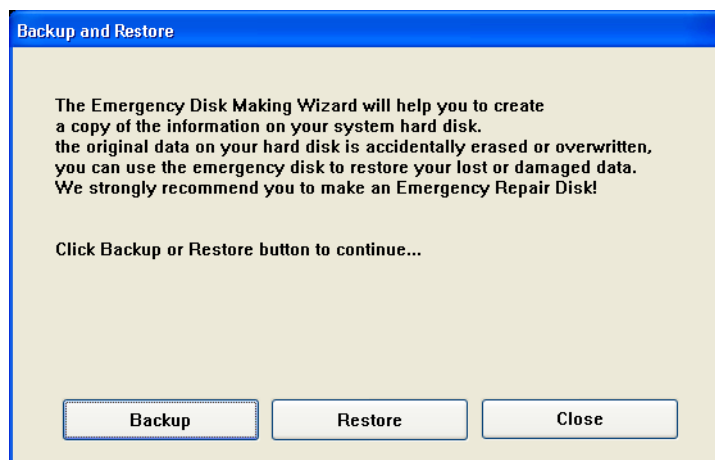 Backup and Restore
The Emergency Disk Making Wizard will help you to create
a copy of the information on your system hard disk.
the original data on your hard disk is accidentally erased or overwritten,
you can use the emergency disk to restore your lost or damaged data.
We strongly recommend you to make an Emergency Repair Disk!
Click Backup or Restore button to continue...
Backup Restore Close